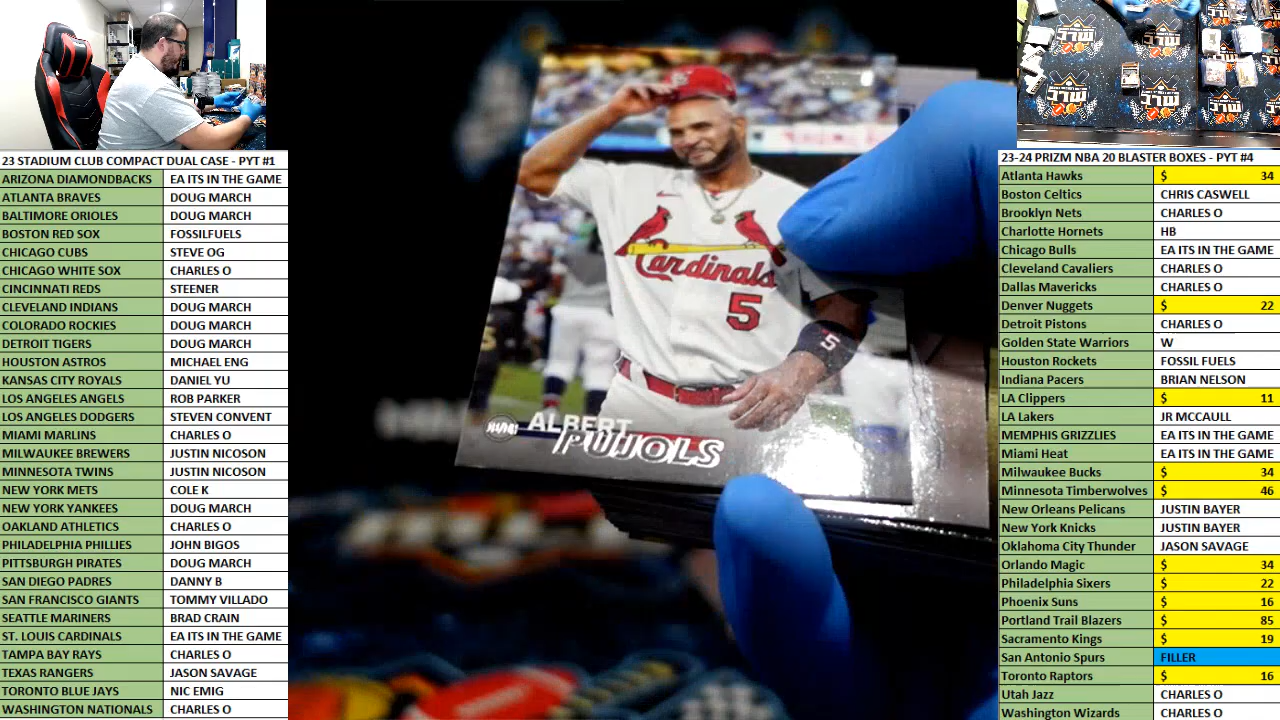 23 STADIUM CLUB COMPACT DUAL CASE - PYT #1
ARIZONA DIAMONDBACKS EA ITS IN THE GAME
ATLANTA BRAVES DOUG MARCH
BALTIMORE ORIOLES DOUG MARCH
BOSTON RED SOX FOSSILFUELS
CHICAGO CUBS STEVE OG
CHICAGO WHITE SOX CHARLES O
CINCINNATI REDS STEENER
CLEVELAND INDIANS DOUG MARCH
COLORADO ROCKIES DOUG MARCH
DETROIT TIGERS DOUG MARCH
HOUSTON ASTROS MICHAEL ENG
KANSAS CITY ROYALS DANIEL YU
LOS ANGELES ANGELS ROB PARKER
LOS ANGELES DODGERS STEVEN CONVENT
MIAMI MARLINS CHARLES O
MILWAUKEE BREWERS JUSTIN NICOSON
MINNESOTA TWINS JUSTIN NICOSON
NEW YORK METS COLE K
NEW YORK YANKEES DOUG MARCH
OAKLAND ATHLETICS CHARLES O
PHILADELPHIA PHILLIES JOHN BIGOS
PITTSBURGH PIRATES DOUG MARCH
SAN DIEGO PADRES DANNY B
SAN FRANCISCO GIANTS TOMMY VILLADO
SEATTLE MARINERS BRAD CRAIN
ST. LOUIS CARDINALS EA ITS IN THE GAME
TAMPA BAY RAYS CHARLES O
TEXAS RANGERS JASON SAVAGE
TORONTO BLUE JAYS NIC EMIG
WASHINGTON NATIONALS CHARLES O
Cardinals
5
5
ALBERT
PUJOLS
23-24 PRIZM NBA 20 BLASTER BOXES - PYT #4
Atlanta Hawks $ 34
Boston Celtics CHRIS CASWELL
Brooklyn Nets CHARLES O
Charlotte Hornets HB
Chicago Bulls EA ITS IN THE GAME
Cleveland Cavaliers CHARLES O
Dallas Mavericks CHARLES O
Denver Nuggets $ 22
Detroit Pistons CHARLES O
Golden State Warriors W
Houston Rockets FOSSIL FUELS
Indiana Pacers BRIAN NELSON
LA Clippers $ 11
LA Lakers JR MCCAULL
MEMPHIS GRIZZLIES EA ITS IN THE GAME
Miami Heat EA ITS IN THE GAME
Milwaukee Bucks $ 34
Minnesota Timberwolves $ 46
New Orleans Pelicans JUSTIN BAYER
New York Knicks JUSTIN BAYER
Oklahoma City Thunder JASON SAVAGE
Orlando Magic $ 34
Philadelphia Sixers $ 22
Phoenix Suns $ 16
Portland Trail Blazers $ 85
Sacramento Kings $ 19
San Antonio Spurs FILLER
Toronto Raptors $ 16
Utah Jazz CHARLES O
Washington Wizards CHARLES O